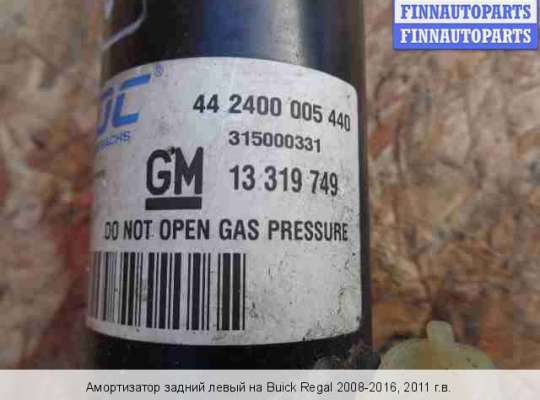 FINNAUTOPARTS
FINNAUTOPARTS
44 2400 005 440
315000331
GM
13 319 749
DO NOT OPEN GAS PRESSURE
Амортизатор задний левый на Buick Regal 2008-2016, 2011 г.в.